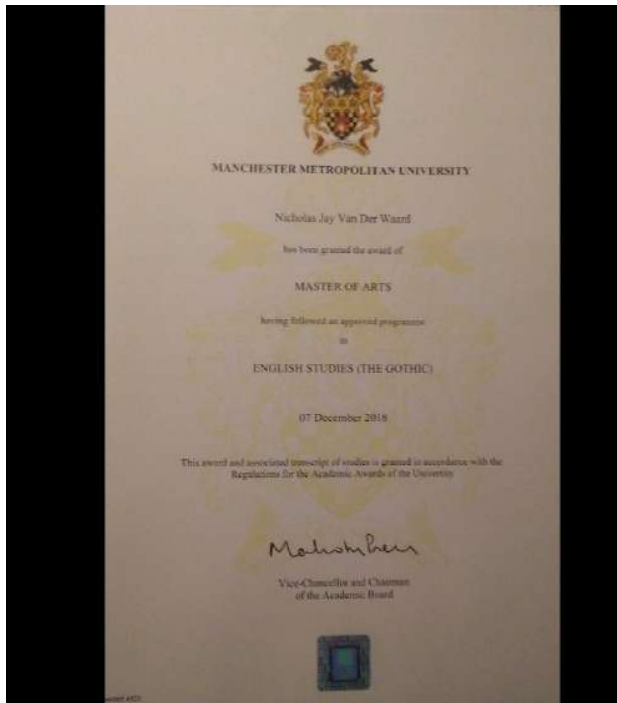 MANCHESTER METROPOLITAN UNIVERSITY
Nicholas Jay Van Der Waard
has been granted the award of
MASTER OF ARTS
having followed an approved programme
in
ENGLISH STUDIES (THE GOTHIC)
07 December 2018
This award and associated transcript of studies is granted in accordance with the
Regulations for the Academic Awards of the University
Vice-Chancellor and Chairman
of the Academic Board